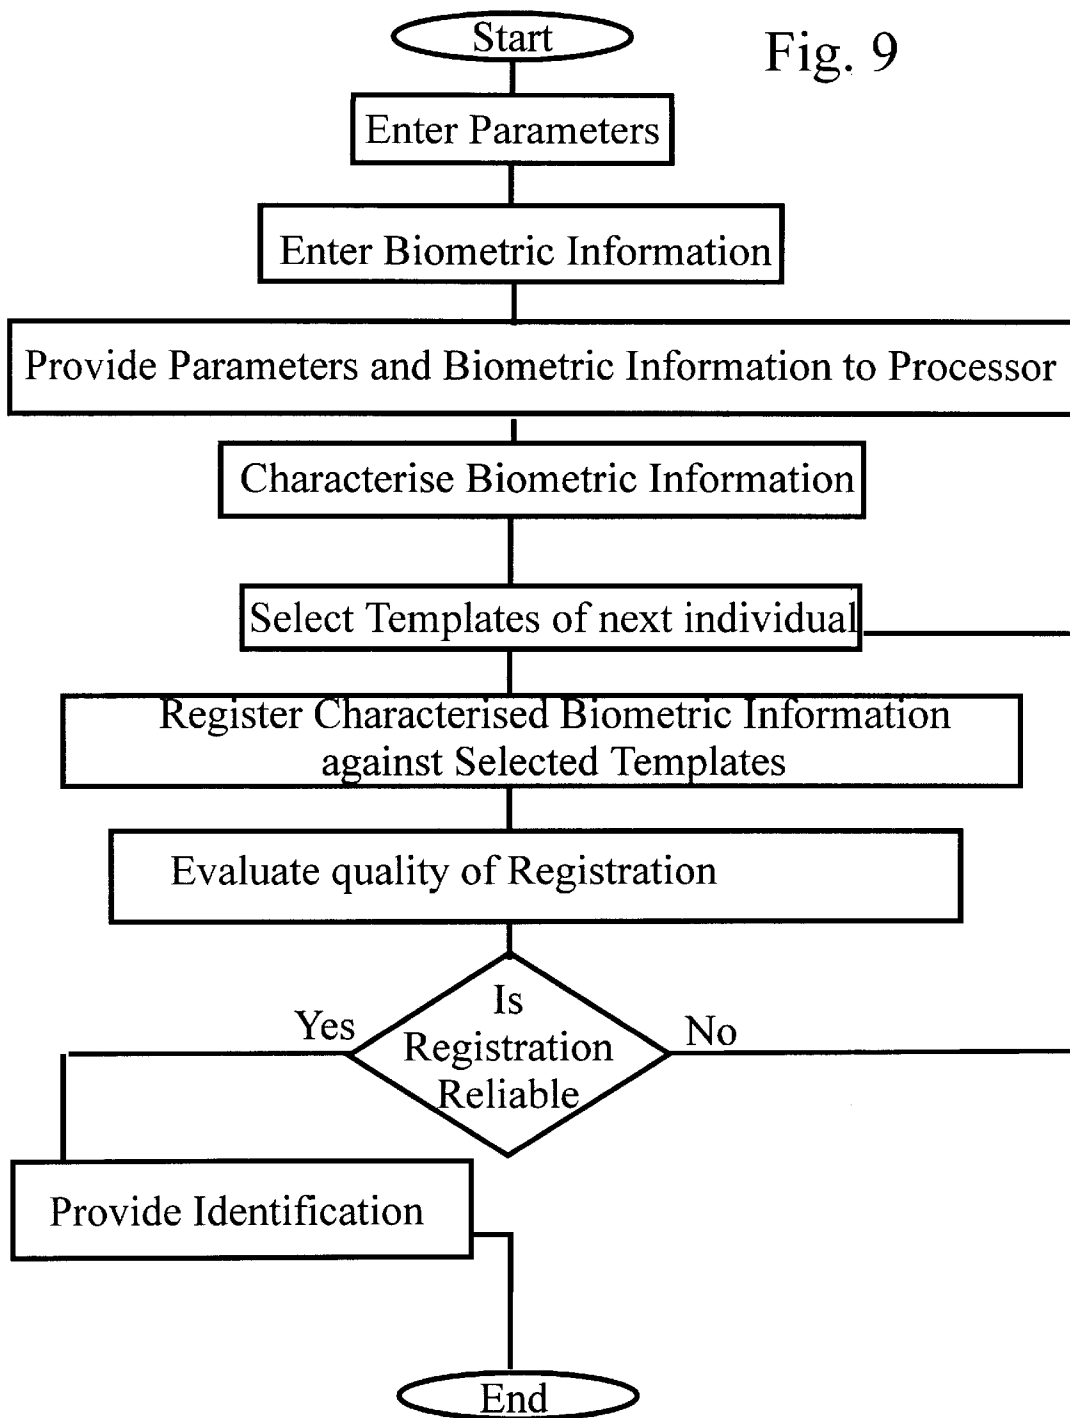 Start
Fig. 9
Enter Parameters
Enter Biometric Information
Provide Parameters and Biometric Information to Processor
Characterise Biometric Information
Select Templates of next individual
Register Characterised Biometric Information
against Selected Templates
Evaluate quality of Registration
Is
Yes
No
Registration
Reliable
Provide Identification
End